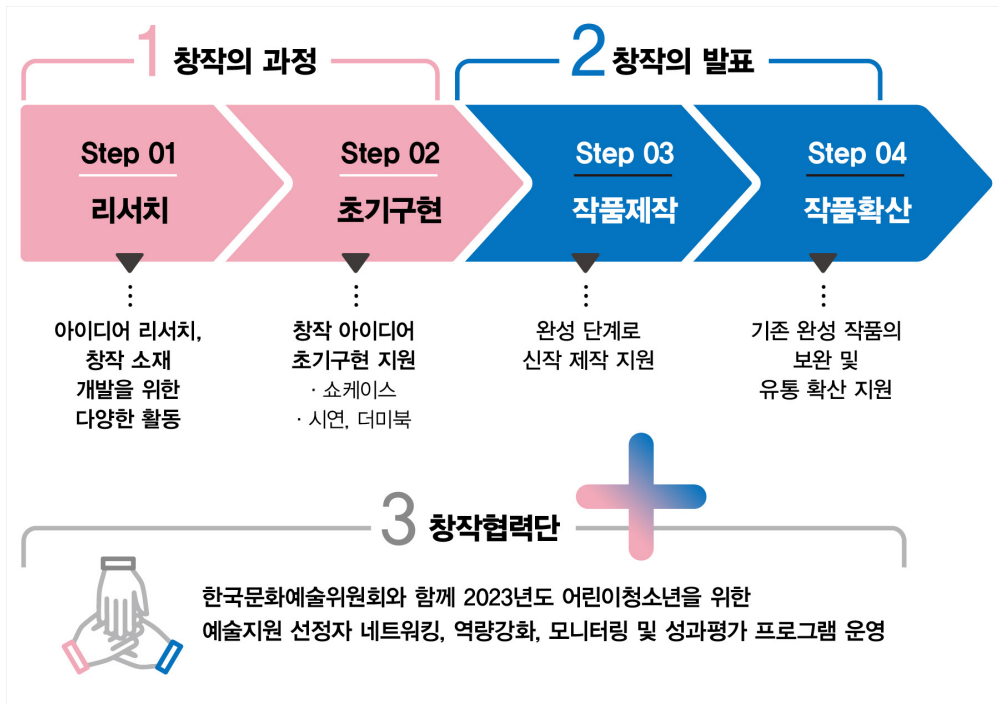 1 창작의 과정
2 창작의 발표
Step 01
리서치
Step 02
초기구현
Step 03
작품제작
Step 04
작품확산
아이디어 리서치,
창작 소재
개발을 위한
다양한 활동
창작 아이디어
초기구현 지원
· 쇼케이스
· 시연, 더미북
완성 단계로
신작 제작 지원
기존 완성 작품의
보완 및
유통 확산 지원
3 창작협력단
한국문화예술위원회와 함께 2023년도 어린이청소년을 위한
예술지원 선정자 네트워킹, 역량강화, 모니터링 및 성과평가 프로그램 운영